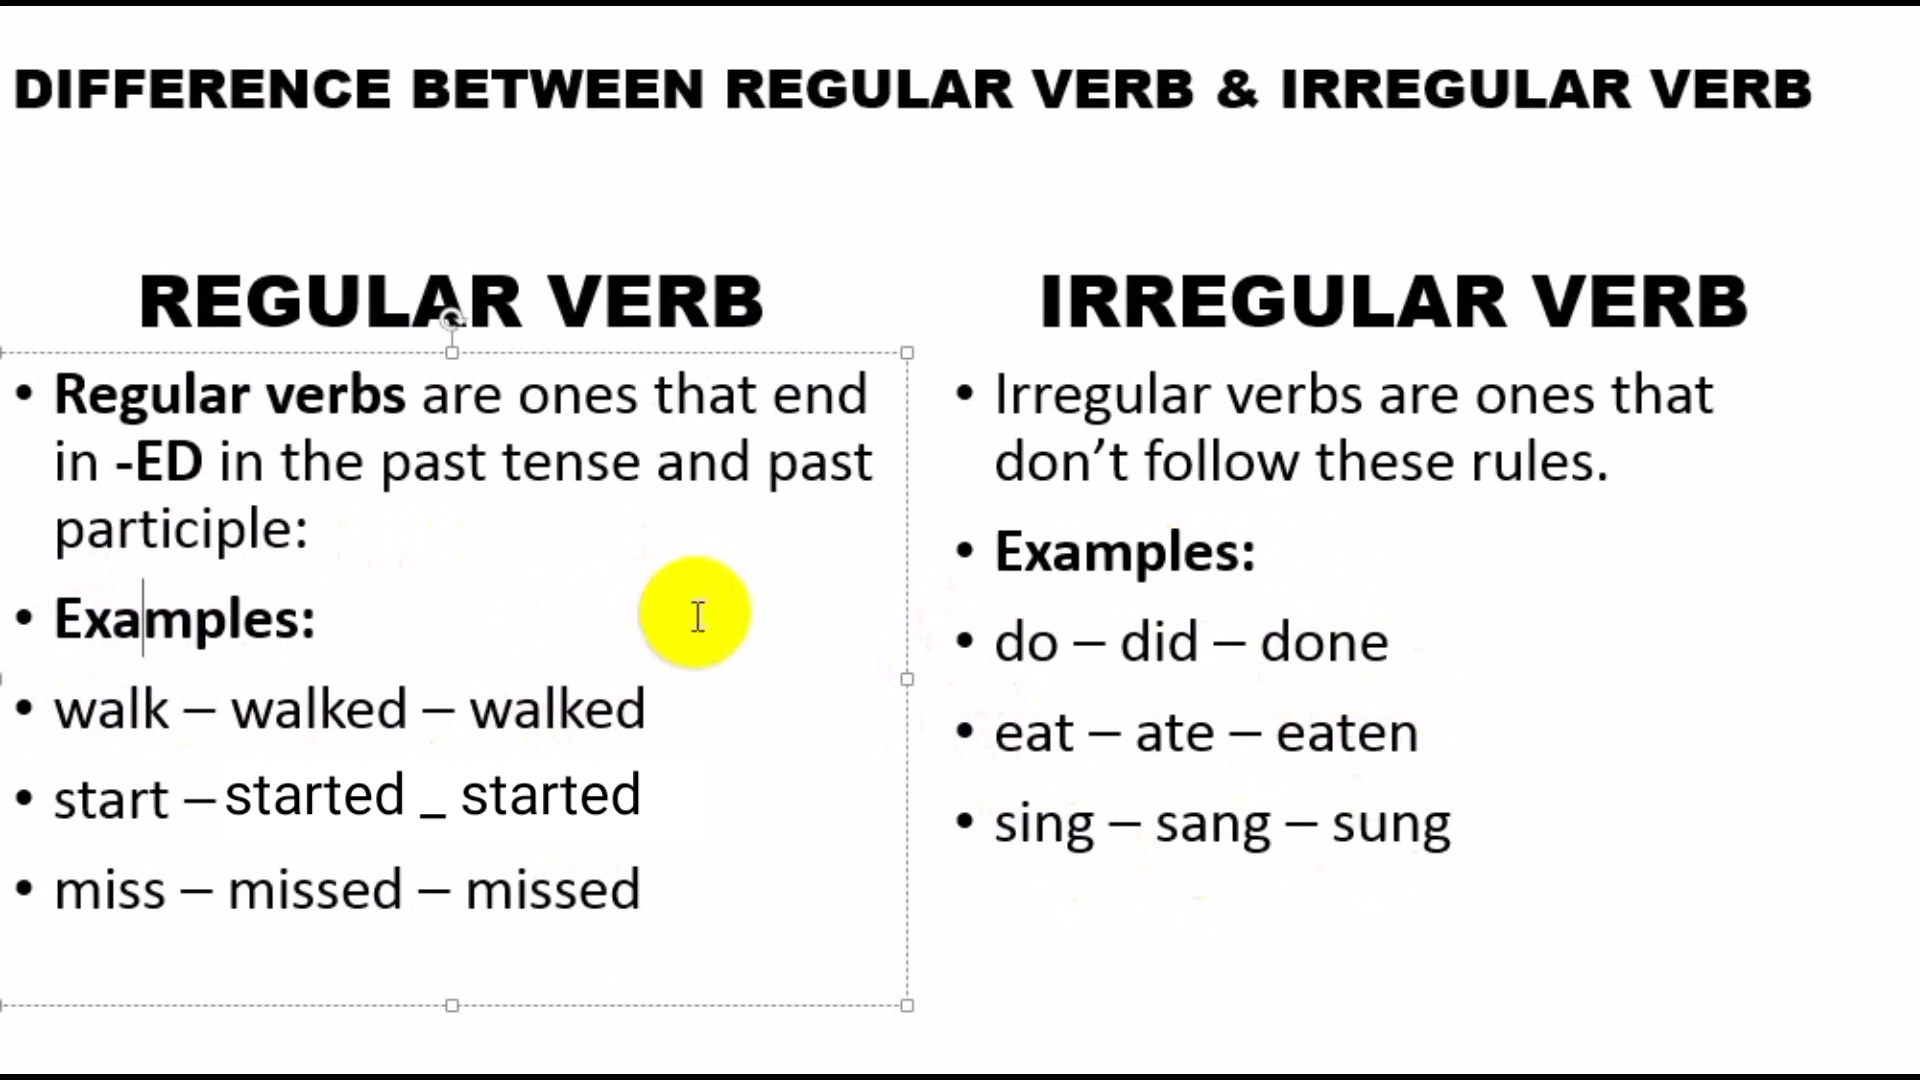 DIFFERENCE BETWEEN REGULAR VERB & IRREGULAR VERB
REGULAR VERB
• Regular verbs are ones that end
in -ED in the past tense and past
participle:
• Examples:
• walk – walked – walked
• start – started _ started
• miss – missed – missed
IRREGULAR VERB
• Irregular verbs are ones that
don’t follow these rules.
• Examples:
• do – did – done
• eat – ate – eaten
• sing – sang – sung